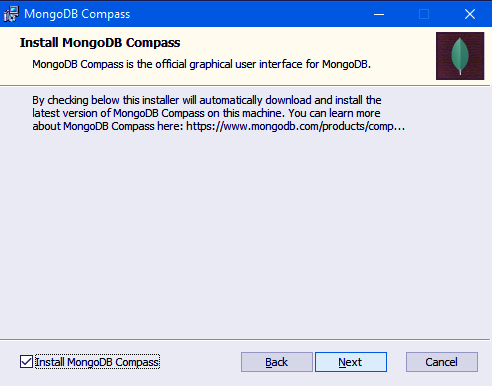 MongoDB Compass
Install MongoDB Compass
MongoDB Compass is the official graphical user interface for MongoDB.
By checking below this installer will automatically download and install the
latest version of MongoDB Compass on this machine. You can learn more
about MongoDB Compass here: https://www.mongodb.com/products/comp...
Install MongoDB Compass
Back
Next
Cancel